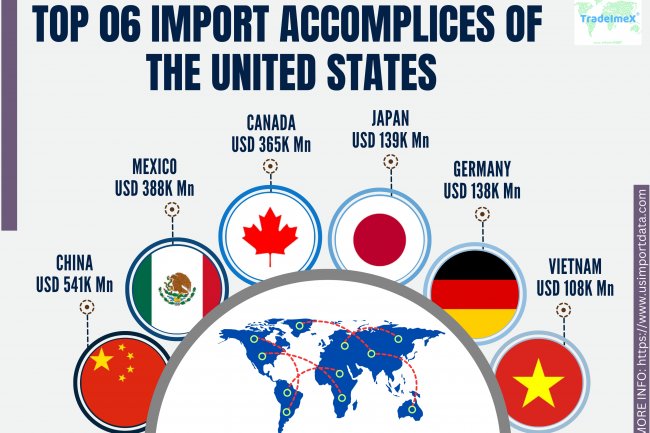 TOP 06 IMPORT ACCOMPLICES OF
THE UNITED STATES
TradeImeX
CANADA
USD 365K Mn
JAPAN
USD 139K Mn
MEXICO
USD 388K Mn
GERMANY
USD 138K Mn
CHINA
USD 541K Mn
VIETNAM
USD 108K Mn
MORE INFO: https://www.usimportdata.com